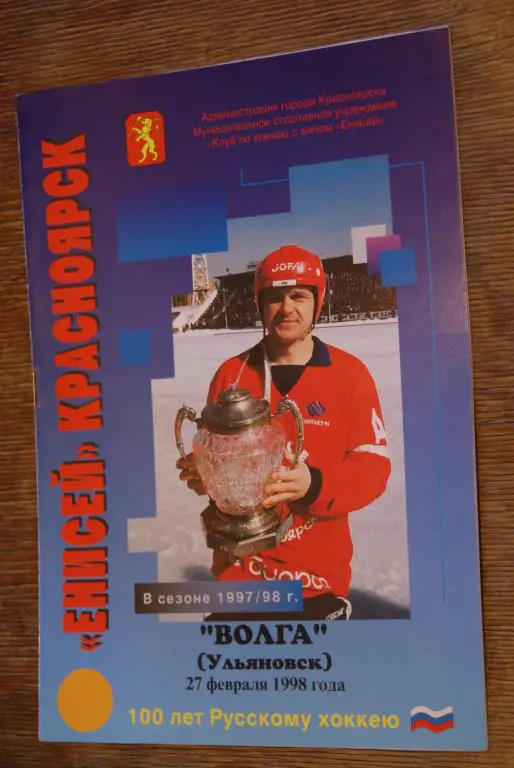 Администрация города Красноярска
Муниципальное спортивное учреждение
«Клуб по хоккею с мячом «Енисей»
«ЕНИСЕЙ» КРАСНОЯРСК
JOFA
В сезоне 1997/98 г.
"ВОЛГА"
(Ульяновск)
27 февраля 1998 года
100 лет Русскому хоккею